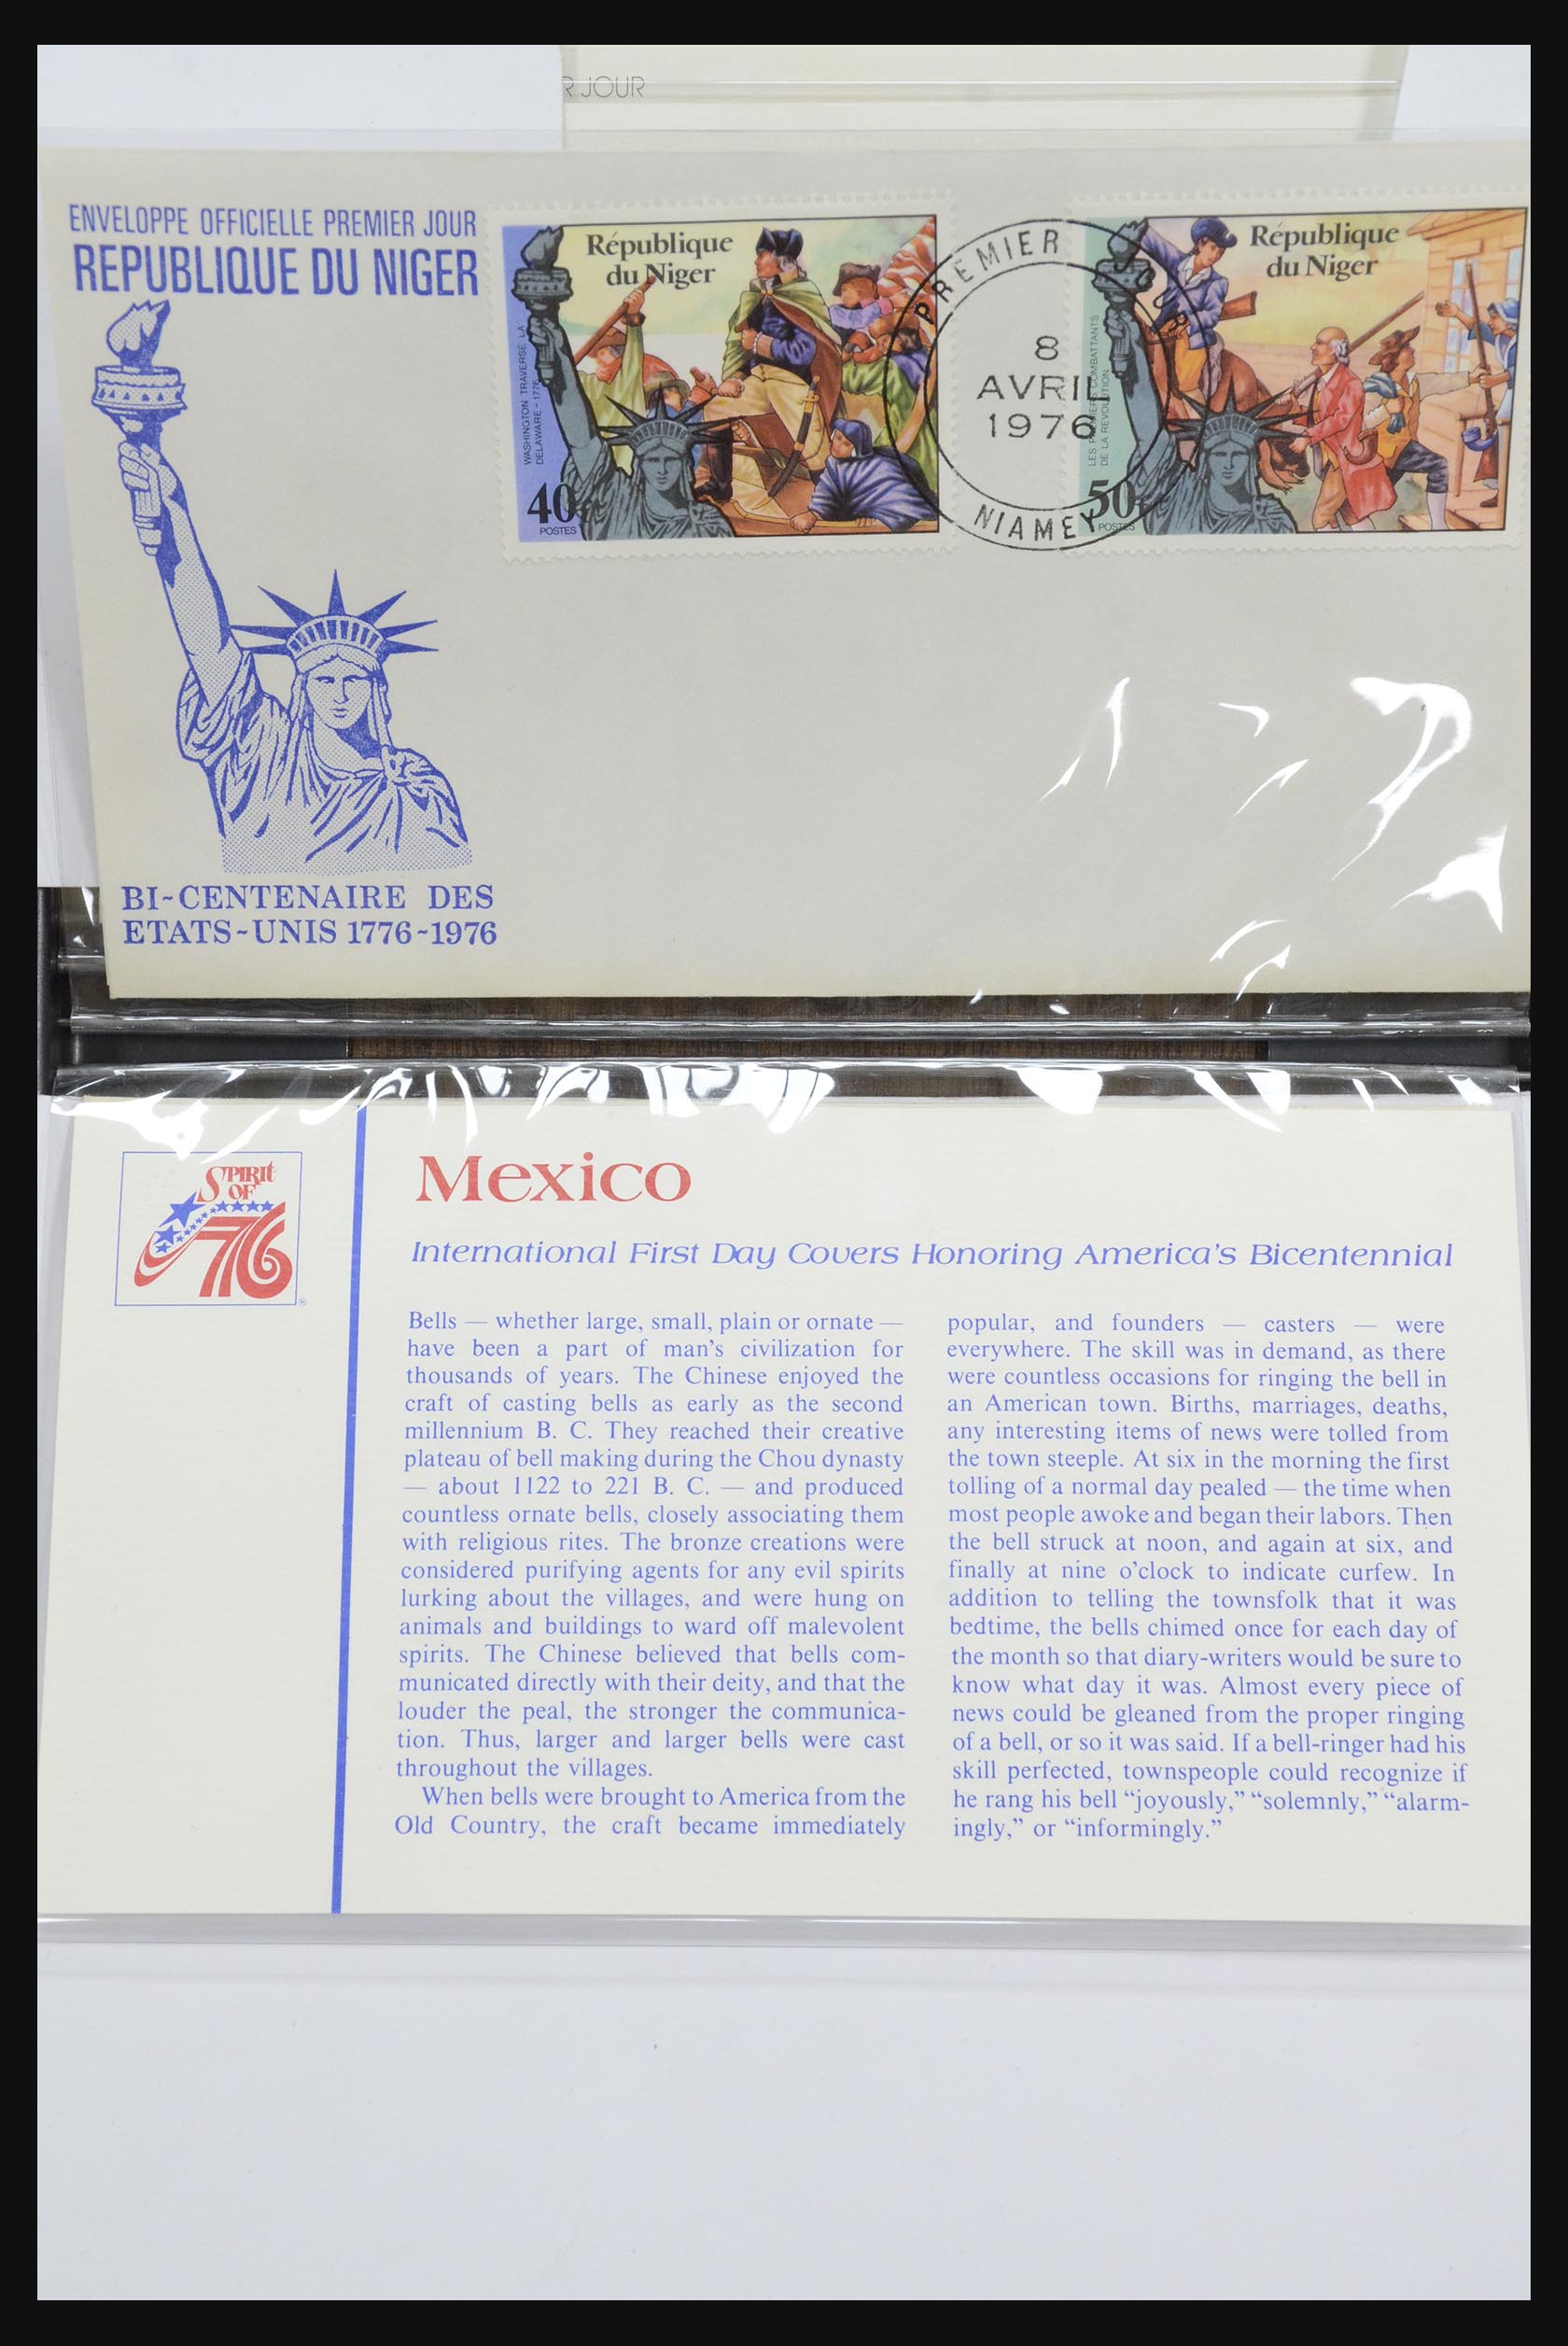 R JOUR
ENVELOPPE OFFICIELLE PREMIER JOUR
REPUBLIQUE DU NIGER
République
du Niger
WASHINGTON TRAVERSE LA
DELAWARE - 1776
40F
POSTES
PREMIER JOUR
8
AVRIL
1976
NIAMEY
République
du Niger
LES PREMIERS COMBATTANTS
DE LA REVOLUTION
50F
POSTES
BI-CENTENAIRE DES
ETATS-UNIS 1776-1976
SPIRIT
OF
76
®
Mexico
International First Day Covers Honoring America's Bicentennial
Bells — whether large, small, plain or ornate —
have been a part of man's civilization for
thousands of years. The Chinese enjoyed the
craft of casting bells as early as the second
millennium B. C. They reached their creative
plateau of bell making during the Chou dynasty
— about 1122 to 221 B. C. — and produced
countless ornate bells, closely associating them
with religious rites. The bronze creations were
considered purifying agents for any evil spirits
lurking about the villages, and were hung on
animals and buildings to ward off malevolent
spirits. The Chinese believed that bells com-
municated directly with their deity, and that the
louder the peal, the stronger the communica-
tion. Thus, larger and larger bells were cast
throughout the villages.
When bells were brought to America from the
Old Country, the craft became immediately
popular, and founders — casters — were
everywhere. The skill was in demand, as there
were countless occasions for ringing the bell in
an American town. Births, marriages, deaths,
any interesting items of news were tolled from
the town steeple. At six in the morning the first
tolling of a normal day pealed — the time when
most people awoke and began their labors. Then
the bell struck at noon, and again at six, and
finally at nine o'clock to indicate curfew. In
addition to telling the townsfolk that it was
bedtime, the bells chimed once for each day of
the month so that diary-writers would be sure to
know what day it was. Almost every piece of
news could be gleaned from the proper ringing
of a bell, or so it was said. If a bell-ringer had his
skill perfected, townspeople could recognize if
he rang his bell "joyously," "solemnly," "alarm-
ingly," or "informingly."